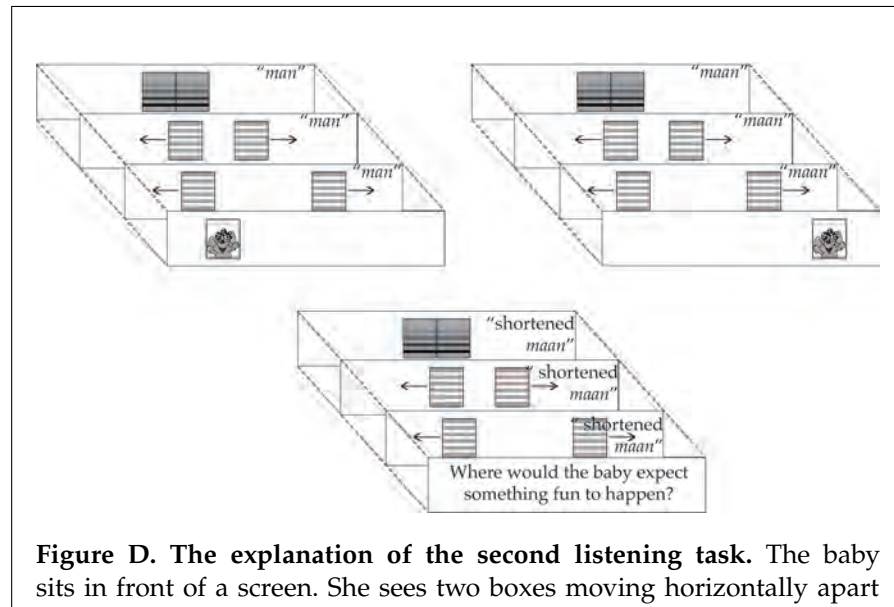 “man”
“man”
“man”
“maan”
“maan”
“maan”
“shortened
maan”
“ shortened
maan”
“shortened
maan”
Where would the baby expect
something fun to happen?
Figure D. The explanation of the second listening task. The baby
sits in front of a screen. She sees two boxes moving horizontally apart